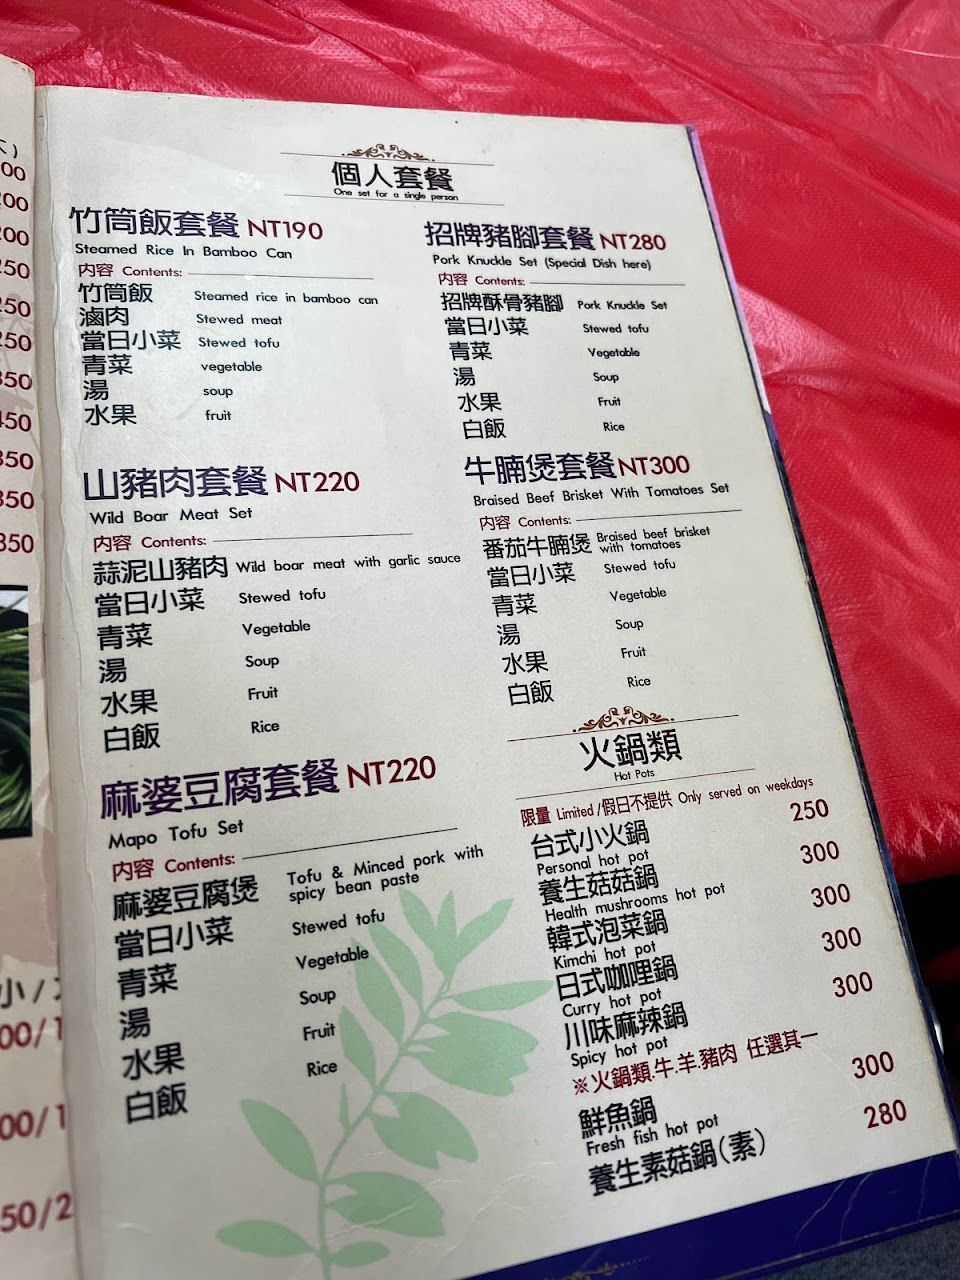 個人套餐
One set for a single person
竹筒飯套餐 NT190
Steamed Rice In Bamboo Can
內容 Contents:
竹筒飯 Steamed rice in bamboo can
滷肉 Stewed meat
當日小菜 Stewed tofu
青菜 vegetable
湯 soup
水果 fruit
山豬肉套餐 NT220
Wild Boar Meat Set
內容 Contents:
蒜泥山豬肉 Wild boar meat with garlic sauce
當日小菜 Stewed tofu
青菜 Vegetable
湯 Soup
水果 Fruit
白飯 Rice
麻婆豆腐套餐 NT220
Mapo Tofu Set
內容 Contents:
麻婆豆腐煲 Tofu & Minced pork with
spicy bean paste
當日小菜 Stewed tofu
青菜 Vegetable
湯 Soup
水果 Fruit
白飯 Rice
招牌豬腳套餐 NT280
Pork Knuckle Set (Special Dish here)
內容 Contents:
招牌酥骨豬腳 Pork Knuckle Set
當日小菜 Stewed tofu
青菜 Vegetable
湯 Soup
水果 Fruit
白飯 Rice
牛腩煲套餐 NT300
Braised Beef Brisket With Tomatoes Set
內容 Contents:
番茄牛腩煲 Braised beef brisket
with tomatoes
當日小菜 Stewed tofu
青菜 Vegetable
湯 Soup
水果 Fruit
白飯 Rice
火鍋類
Hot Pots
限量 Limited/假日不提供 Only served on weekdays
台式小火鍋 250
Personal hot pot
養生菇菇鍋 300
Health mushrooms hot pot
韓式泡菜鍋 300
Kimchi hot pot
日式咖哩鍋 300
Curry hot pot
川味麻辣鍋 300
Spicy hot pot
※火鍋類.牛.羊.豬肉 任選其一
鮮魚鍋 300
Fresh fish hot pot
養生素菇鍋(素) 280